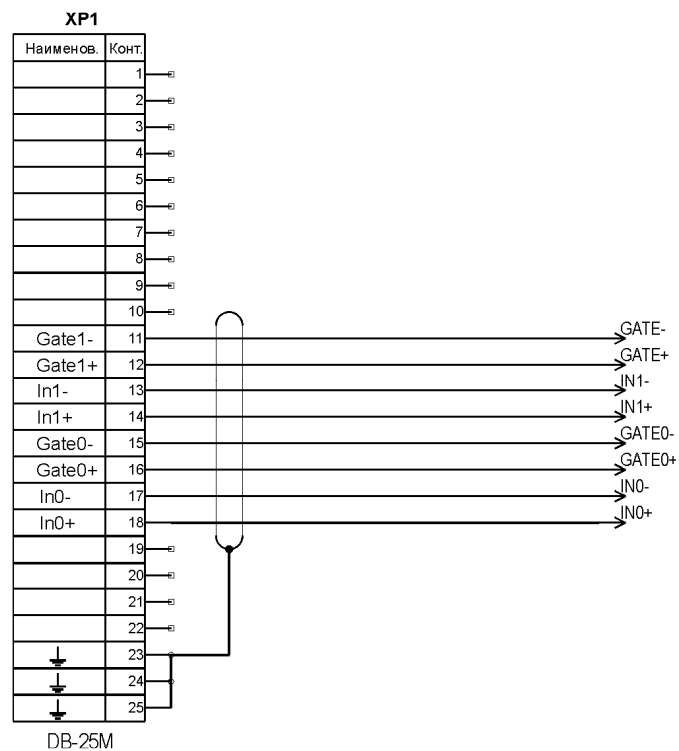 XP1
Наименов. Конт.
1
2
3
4
5
6
7
8
9
10
Gate1- 11 GATE-
Gate1+ 12 GATE+
In1- 13 IN1-
In1+ 14 IN1+
Gate0- 15 GATE0-
Gate0+ 16 GATE0+
In0- 17 IN0-
In0+ 18 IN0+
19
20
21
22
23
24
25
DB-25M